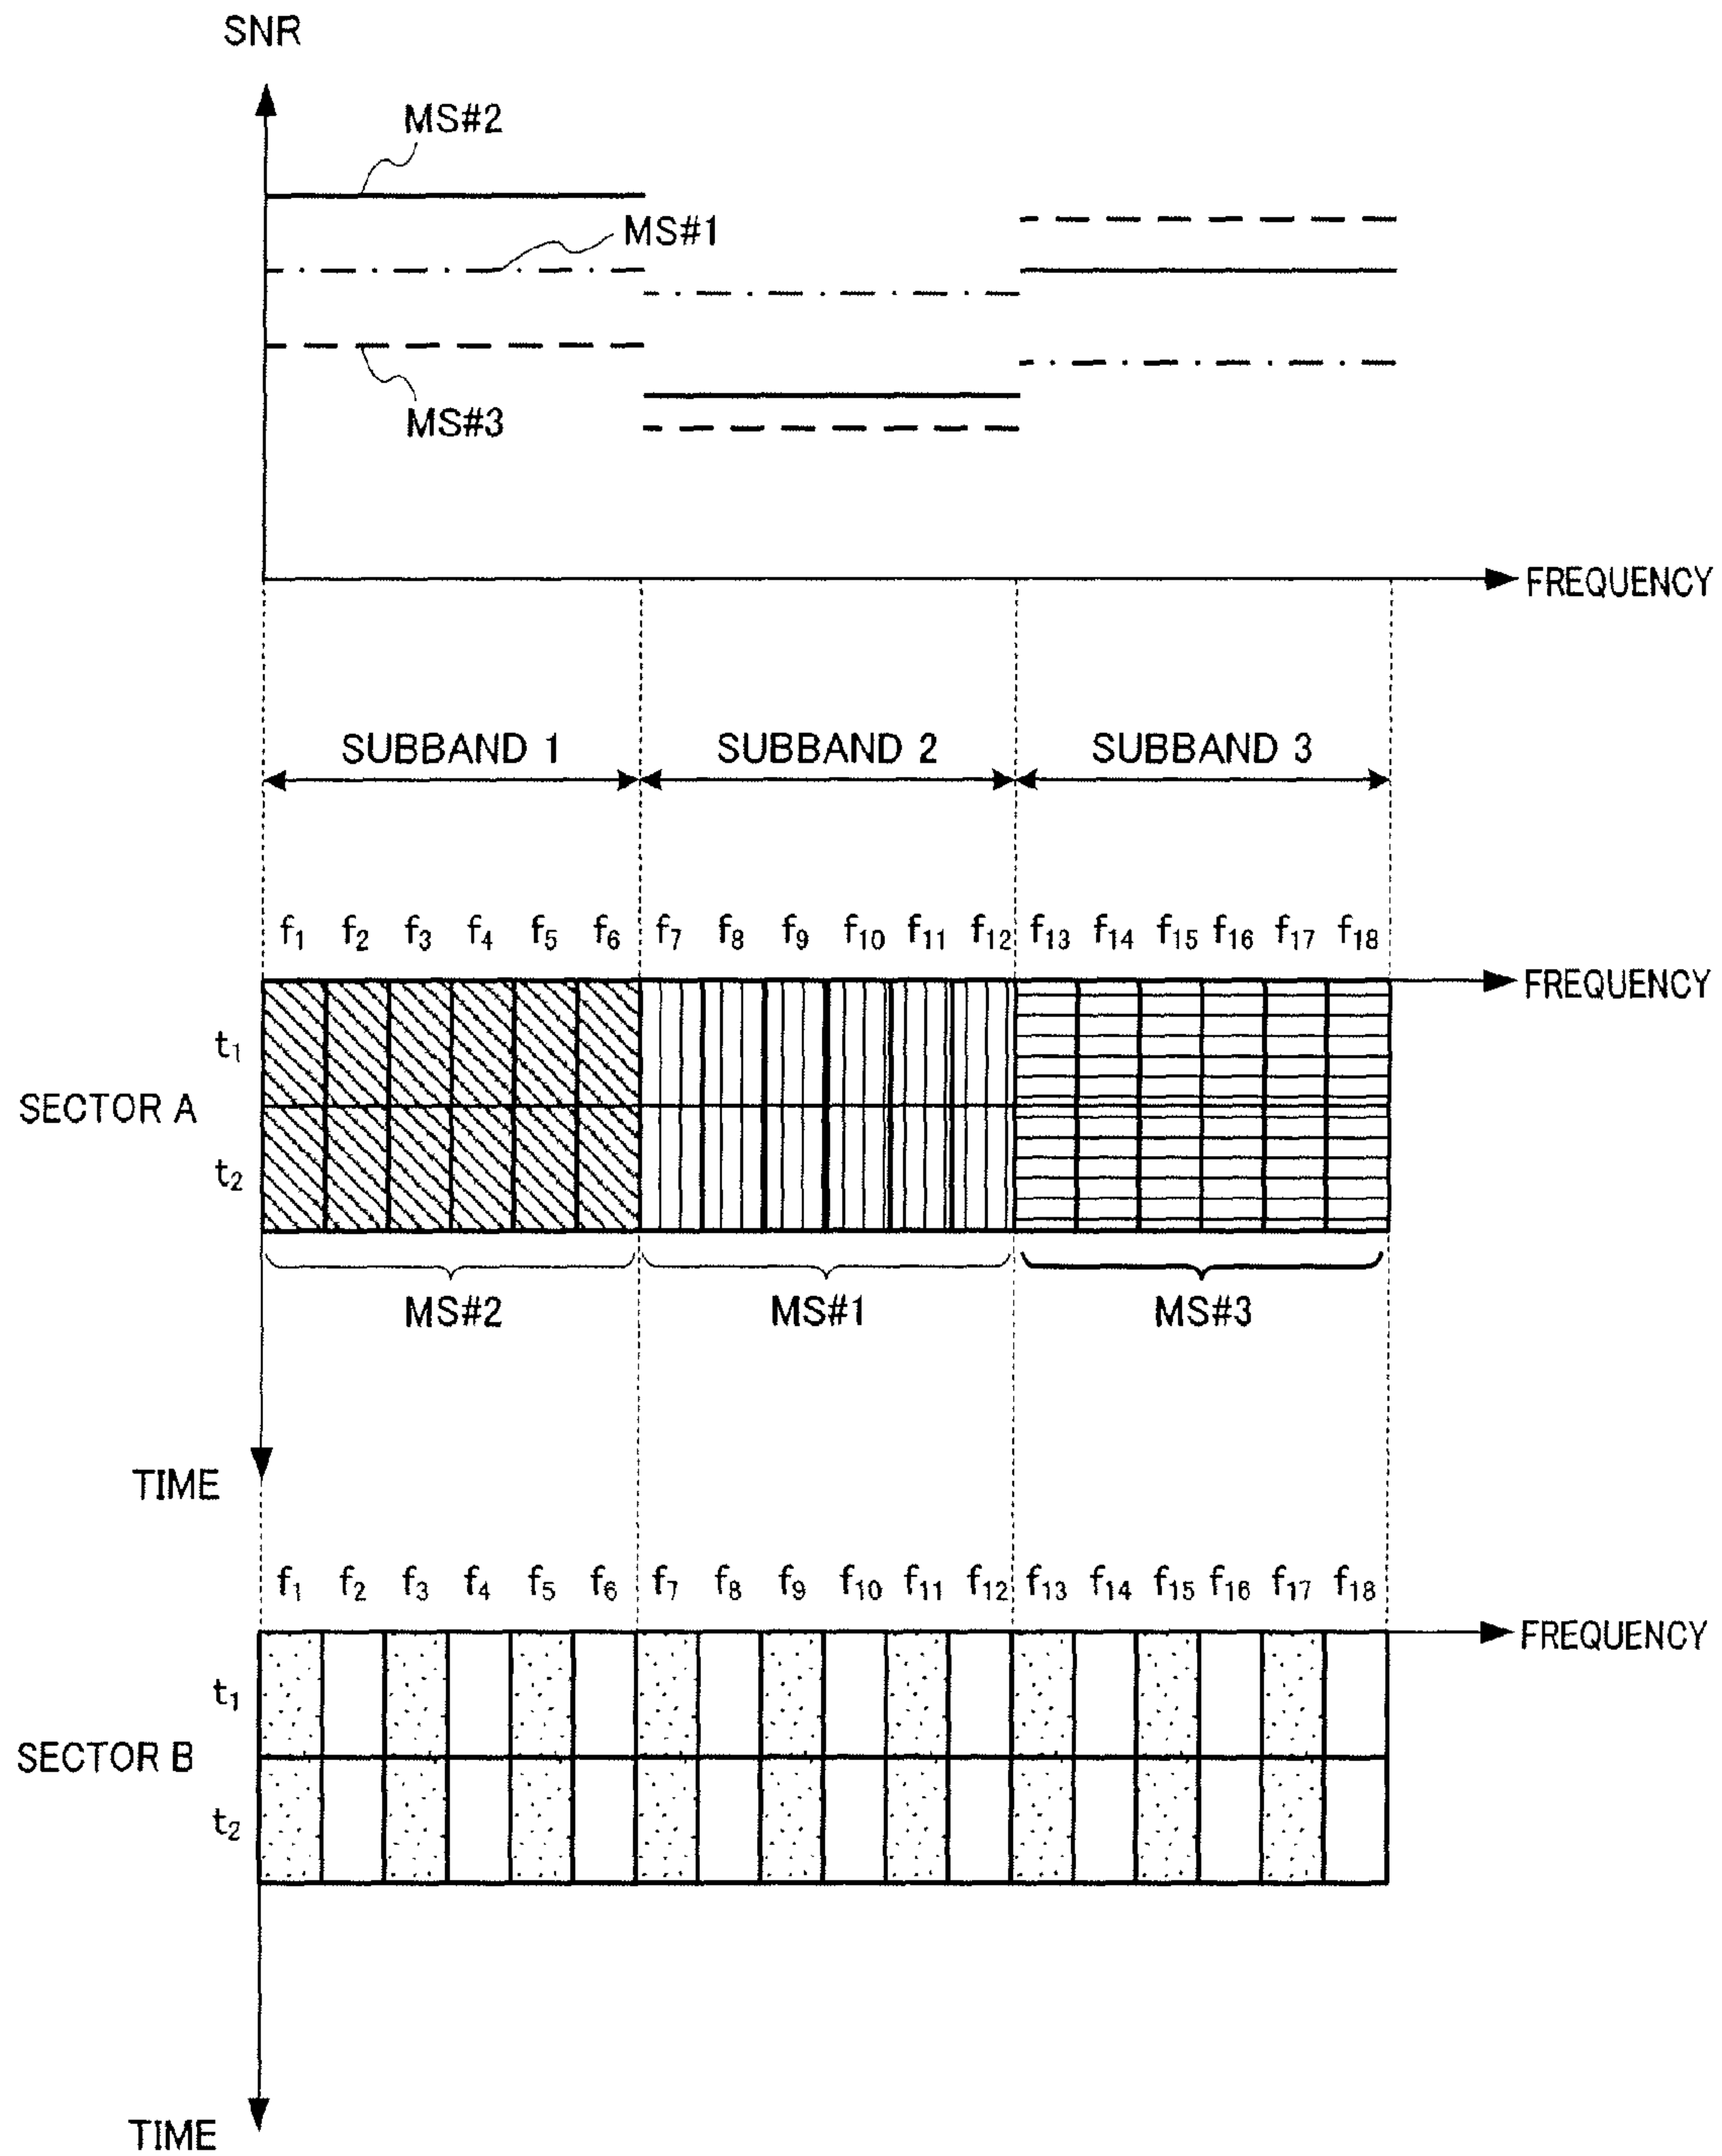 SNR
MS#2
MS#1
MS#3
FREQUENCY
SUBBAND 1 SUBBAND 2 SUBBAND 3
f1 f2 f3 f4 f5 f6 f7 f8 f9 f10 f11 f12 f13 f14 f15 f16 f17 f18
FREQUENCY
t1
SECTOR A
t2
MS#2 MS#1 MS#3
TIME
f1 f2 f3 f4 f5 f6 f7 f8 f9 f10 f11 f12 f13 f14 f15 f16 f17 f18
FREQUENCY
t1
SECTOR B
t2
TIME